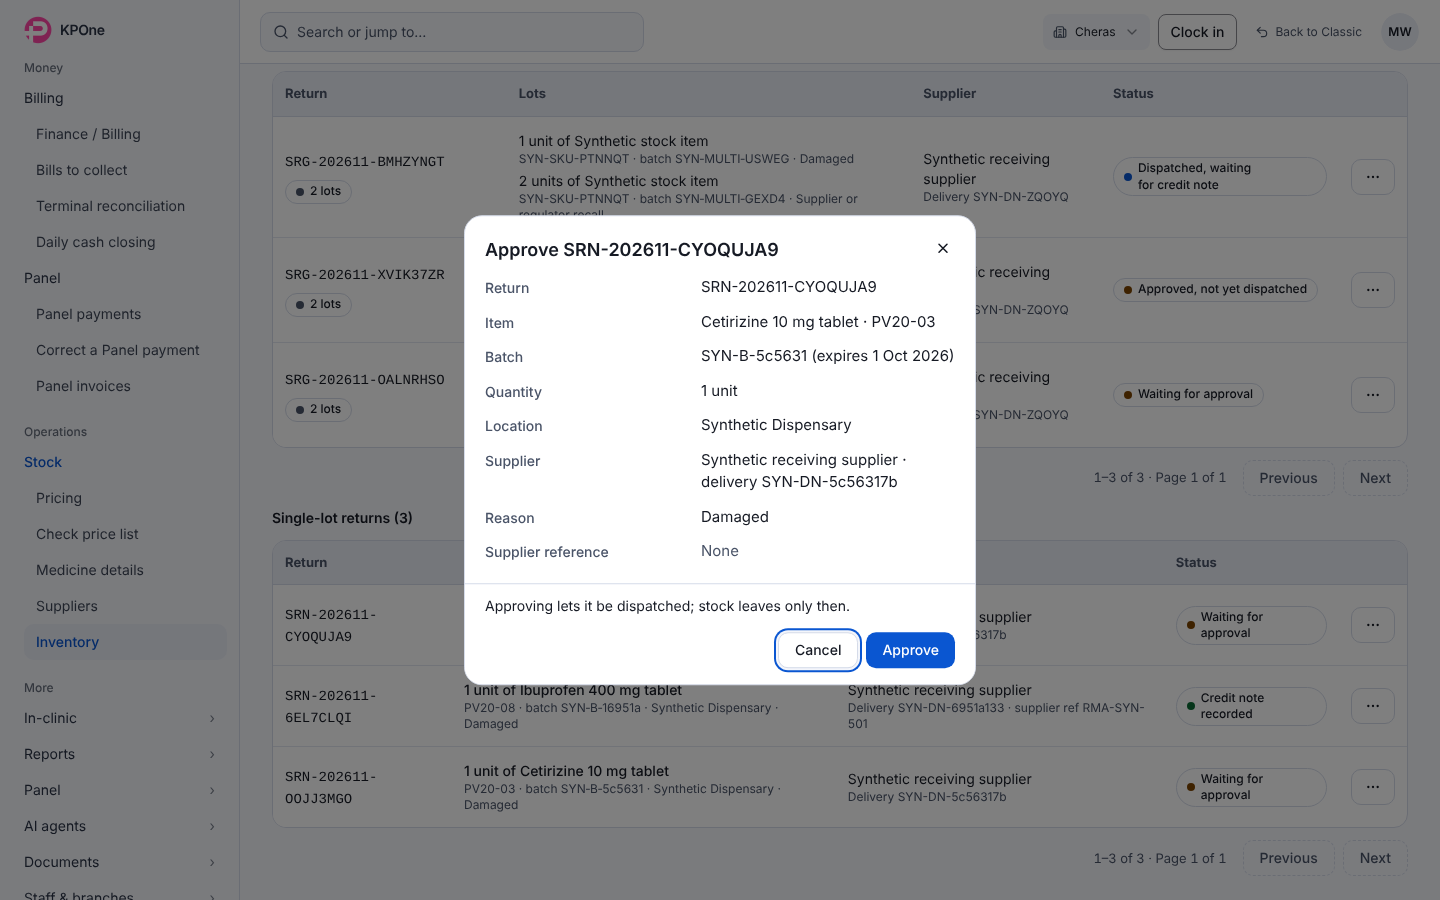 KPOne
Search or jump to...
Cheras
Clock in
Back to Classic
MW
Money
Billing
Finance / Billing
Bills to collect
Terminal reconciliation
Daily cash closing
Panel
Panel payments
Correct a Panel payment
Panel invoices
Operations
Stock
Pricing
Check price list
Medicine details
Suppliers
Inventory
More
In-clinic
Reports
Panel
AI agents
Documents
Staff & branches
Return Lots Supplier Status
SRG-202611-BMHZYNGT
2 lots
1 unit of Synthetic stock item
SYN-SKU-PTNNQT · batch SYN-MULTI-USWEG · Damaged
2 units of Synthetic stock item
SYN-SKU-PTNNQT · batch SYN-MULTI-GEXD4 · Supplier or
regulator recall
Synthetic receiving
supplier
Delivery SYN-DN-ZQOYQ
Dispatched, waiting
for credit note
SRG-202611-XVIK37ZR
2 lots
c receiving
SYN-DN-ZQOYQ
Approved, not yet dispatched
SRG-202611-OALNRHSO
2 lots
c receiving
SYN-DN-ZQOYQ
Waiting for approval
1–3 of 3 · Page 1 of 1
Previous
Next
Approve SRN-202611-CYOQUJA9
Return SRN-202611-CYOQUJA9
Item Cetirizine 10 mg tablet · PV20-03
Batch SYN-B-5c5631 (expires 1 Oct 2026)
Quantity 1 unit
Location Synthetic Dispensary
Supplier Synthetic receiving supplier ·
delivery SYN-DN-5c56317b
Reason Damaged
Supplier reference None
Approving lets it be dispatched; stock leaves only then.
Cancel
Approve
Single-lot returns (3)
Return Status
SRN-202611-
CYOQUJA9
supplier
6317b
Waiting for
approval
SRN-202611-
6EL7CLQI
1 unit of Ibuprofen 400 mg tablet
PV20-08 · batch SYN-B-16951a · Synthetic Dispensary ·
Damaged
Synthetic receiving supplier
Delivery SYN-DN-6951a133 · supplier ref RMA-SYN-
501
Credit note
recorded
SRN-202611-
OOJJ3MGO
1 unit of Cetirizine 10 mg tablet
PV20-03 · batch SYN-B-5c5631 · Synthetic Dispensary ·
Damaged
Synthetic receiving supplier
Delivery SYN-DN-5c56317b
Waiting for
approval
1–3 of 3 · Page 1 of 1
Previous
Next